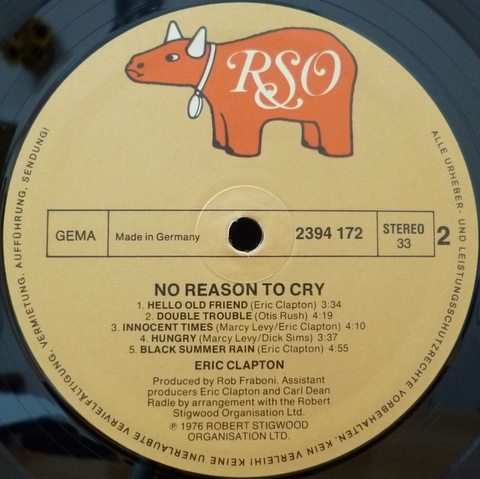 RSO
GEMA
Made in Germany
2394 172
STEREO
33
2
NO REASON TO CRY
1. HELLO OLD FRIEND (Eric Clapton) 3:34
2. DOUBLE TROUBLE (Otis Rush) 4:19
3. INNOCENT TIMES (Marcy Levy/Eric Clapton) 4:10
4. HUNGRY (Marcy Levy/Dick Sims) 3:37
5. BLACK SUMMER RAIN (Eric Clapton) 4:55
ERIC CLAPTON
Produced by Rob Fraboni. Assistant
producers Eric Clapton and Carl Dean
Radle by arrangement with the Robert
Stigwood Organisation Ltd.
℗ 1976 ROBERT STIGWOOD
ORGANISATION LTD.
ALLE URHEBER- UND LEISTUNGSSCHUTZRECHTE VORBEHALTEN. KEIN VERLEIH! KEINE UNERLAUBTE VERVIELFÄLTIGUNG, VERMIETUNG, AUFFÜHRUNG, SENDUNG!